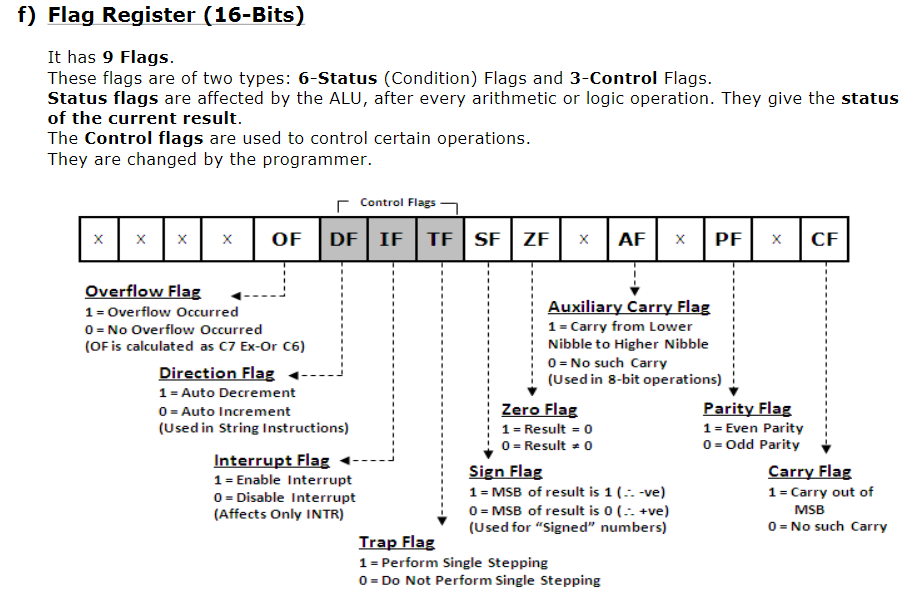 f) Flag Register (16-Bits)
It has 9 Flags.
These flags are of two types: 6-Status (Condition) Flags and 3-Control Flags.
Status flags are affected by the ALU, after every arithmetic or logic operation. They give the status
of the current result.
The Control flags are used to control certain operations.
They are changed by the programmer.
Control Flags
X X X X OF DF IF TF SF ZF X AF X PF X CF
Overflow Flag
1 = Overflow Occurred
0 = No Overflow Occurred
(OF is calculated as C7 Ex-Or C6)
Direction Flag
1 = Auto Decrement
0 = Auto Increment
(Used in String Instructions)
Interrupt Flag
1 = Enable Interrupt
0 = Disable Interrupt
(Affects Only INTR)
Trap Flag
1 = Perform Single Stepping
0 = Do Not Perform Single Stepping
Sign Flag
1 = MSB of result is 1 (∴ -ve)
0 = MSB of result is 0 (∴ +ve)
(Used for “Signed” numbers)
Zero Flag
1 = Result = 0
0 = Result ≠ 0
Auxiliary Carry Flag
1 = Carry from Lower
Nibble to Higher Nibble
0 = No such Carry
(Used in 8-bit operations)
Parity Flag
1 = Even Parity
0 = Odd Parity
Carry Flag
1 = Carry out of
MSB
0 = No such Carry